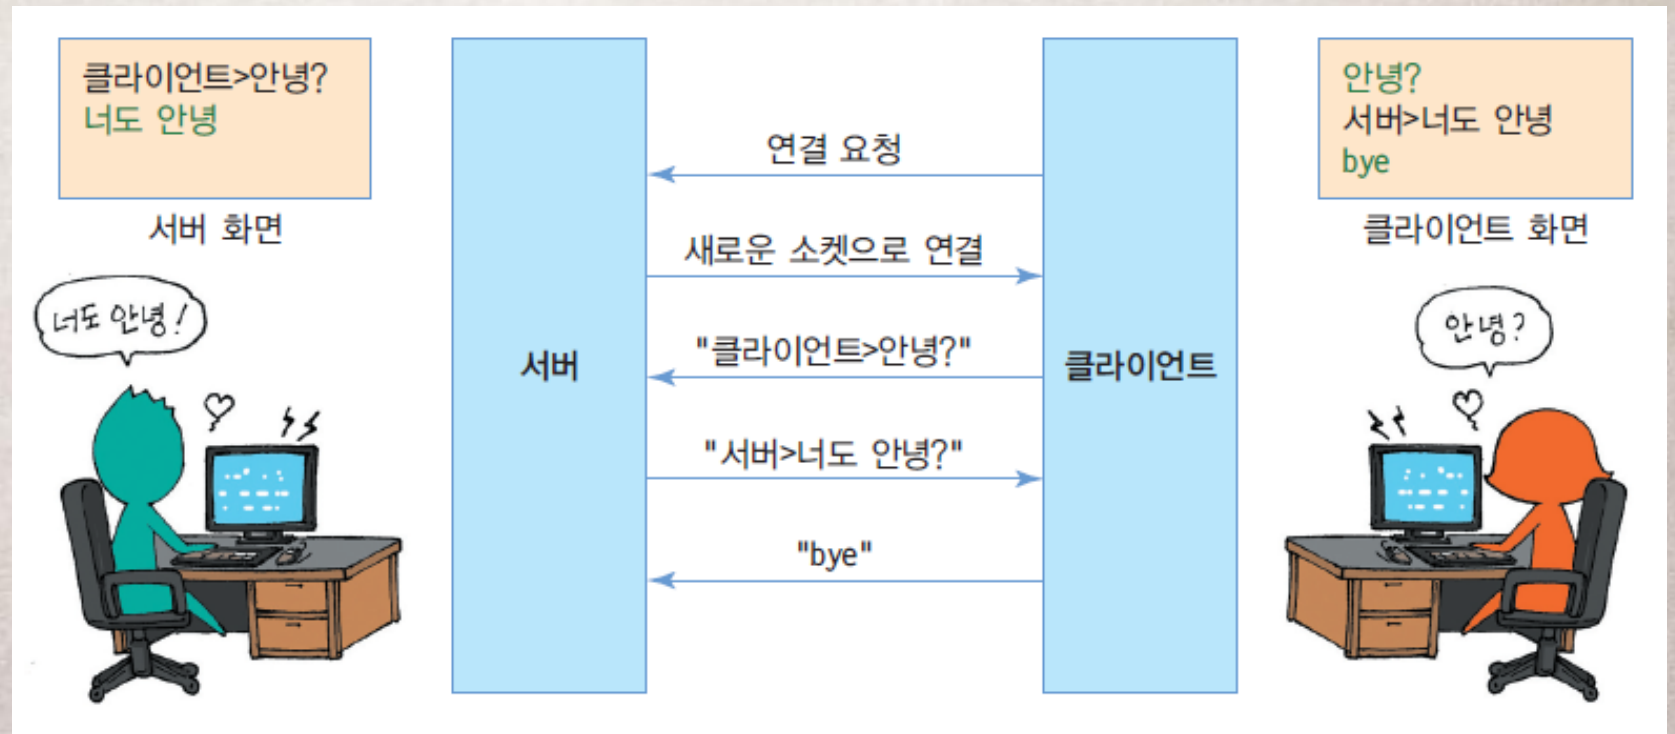 클라이언트>안녕?
너도 안녕
서버 화면
너도 안녕!
서버
연결 요청
새로운 소켓으로 연결
"클라이언트>안녕?"
"서버>너도 안녕?"
"bye"
클라이언트
안녕?
서버>너도 안녕
bye
클라이언트 화면
안녕?